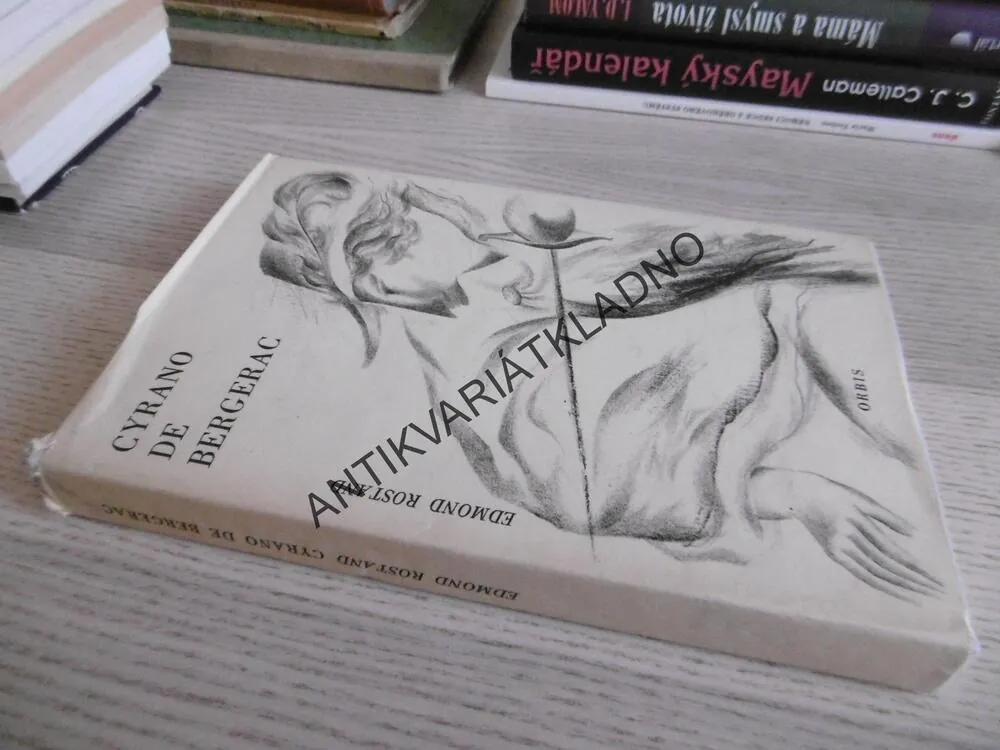 I. D. YALOM Máma a smysl života
C. J. Calleman Mayský kalendář
CYRANO
DE
BERGERAC
EDMOND ROSTAND
ORBIS
EDMOND ROSTAND CYRANO DE BERGERAC
ANTIKVARIÁTKLADNO